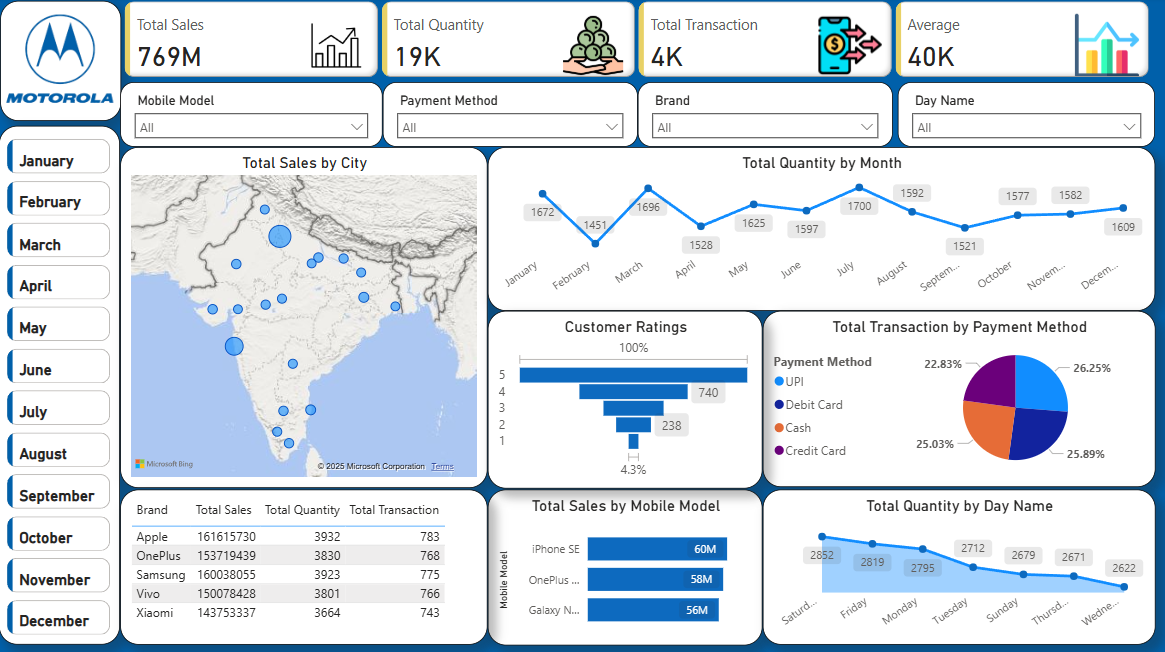 MOTOROLA
Total Sales
769M
Total Quantity
19K
Total Transaction
4K
Average
40K
Mobile Model
All
Payment Method
All
Brand
All
Day Name
All
January
February
March
April
May
June
July
August
September
October
November
December
Total Sales by City
Microsoft Bing
© 2025 Microsoft Corporation Terms
Total Quantity by Month
1672
1451
1696
1528
1625
1597
1700
1592
1521
1577
1582
1609
January
February
March
April
May
June
July
August
Septem...
October
Novem...
Decem...
Customer Ratings
100%
5
4 740
3
2 238
1
4.3%
Total Transaction by Payment Method
Payment Method
UPI
Debit Card
Cash
Credit Card
22.83%
26.25%
25.03%
25.89%
Brand Total Sales Total Quantity Total Transaction
Apple 161615730 3932 783
OnePlus 153719439 3830 768
Samsung 160038055 3923 775
Vivo 150078428 3801 766
Xiaomi 143753337 3664 743
Total Sales by Mobile Model
Mobile Model
iPhone SE 60M
OnePlus ... 58M
Galaxy N... 56M
Total Quantity by Day Name
2852
2819
2795
2712
2679
2671
2622
Saturd...
Friday
Monday
Tuesday
Sunday
Thursd...
Wedne...